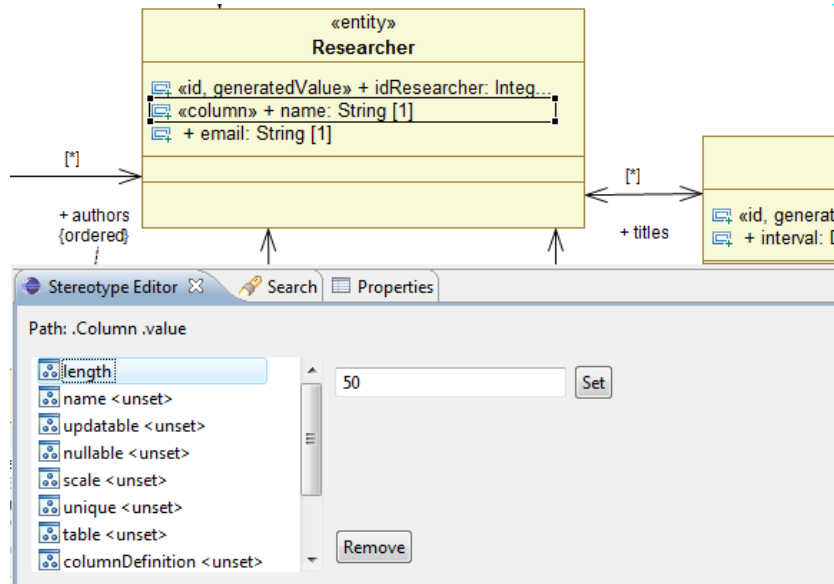 «entity»
Researcher
«id, generatedValue» + idResearcher: Integ...
«column» + name: String [1]
+ email: String [1]
[*]
+ authors
{ordered}
[*]
+ titles
«id, generat
+ interval: D
Stereotype Editor
Search
Properties
Path: .Column .value
length
name <unset>
updatable <unset>
nullable <unset>
scale <unset>
unique <unset>
table <unset>
columnDefinition <unset>
50
Set
Remove